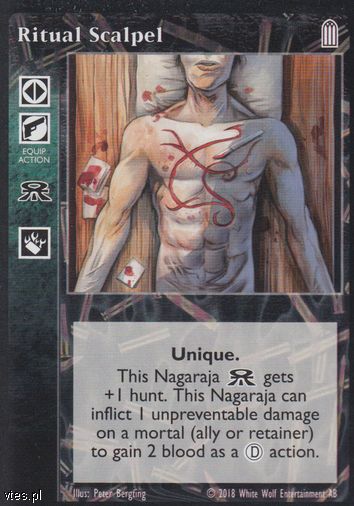 Ritual Scalpel
EQUIP
ACTION
Unique.
This Nagaraja gets
+1 hunt. This Nagaraja can
inflict 1 unpreventable damage
on a mortal (ally or retainer)
to gain 2 blood as a Ⓓ action.
vtes.pl
Illus: Peter Bergting
© 2018 White Wolf Entertainment AB